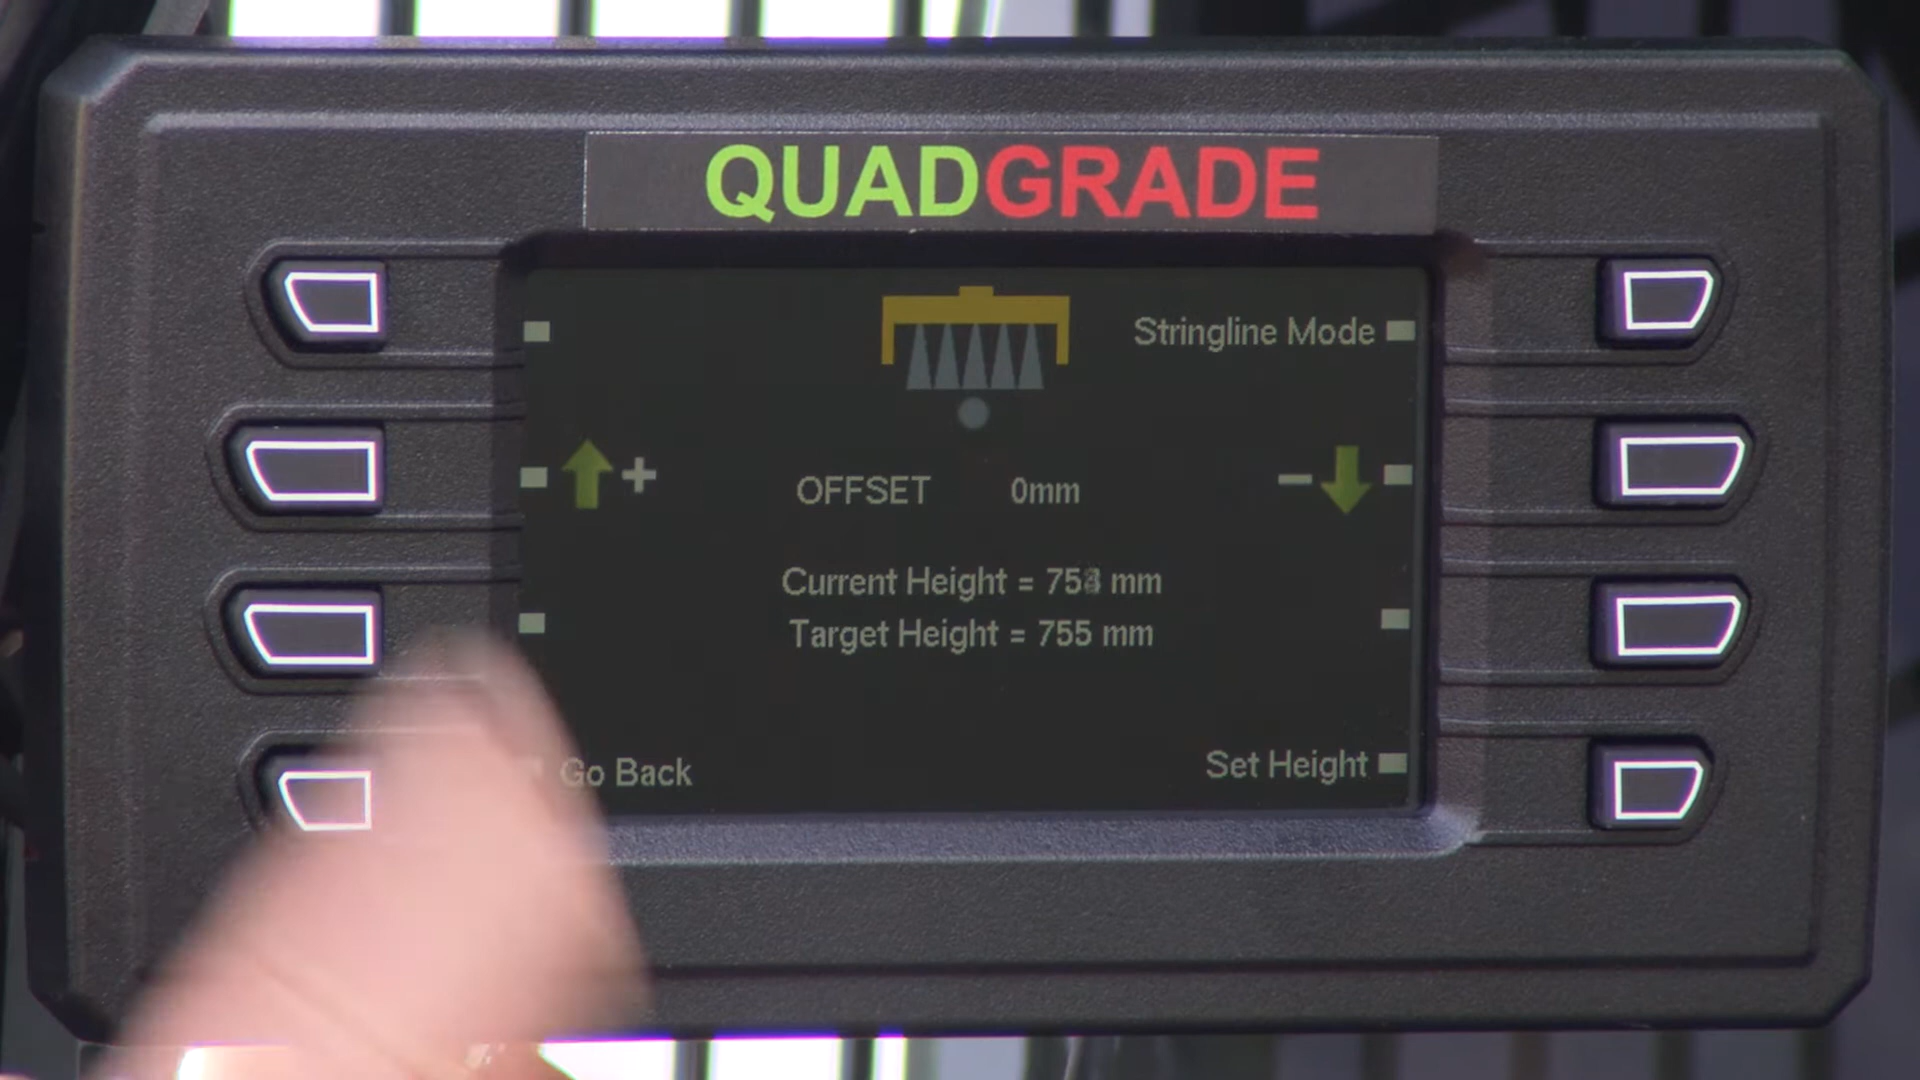 QUADGRADE
Stringline Mode
+
OFFSET 0mm
−
Current Height = mm
Target Height = 755 mm
Go Back
Set Height